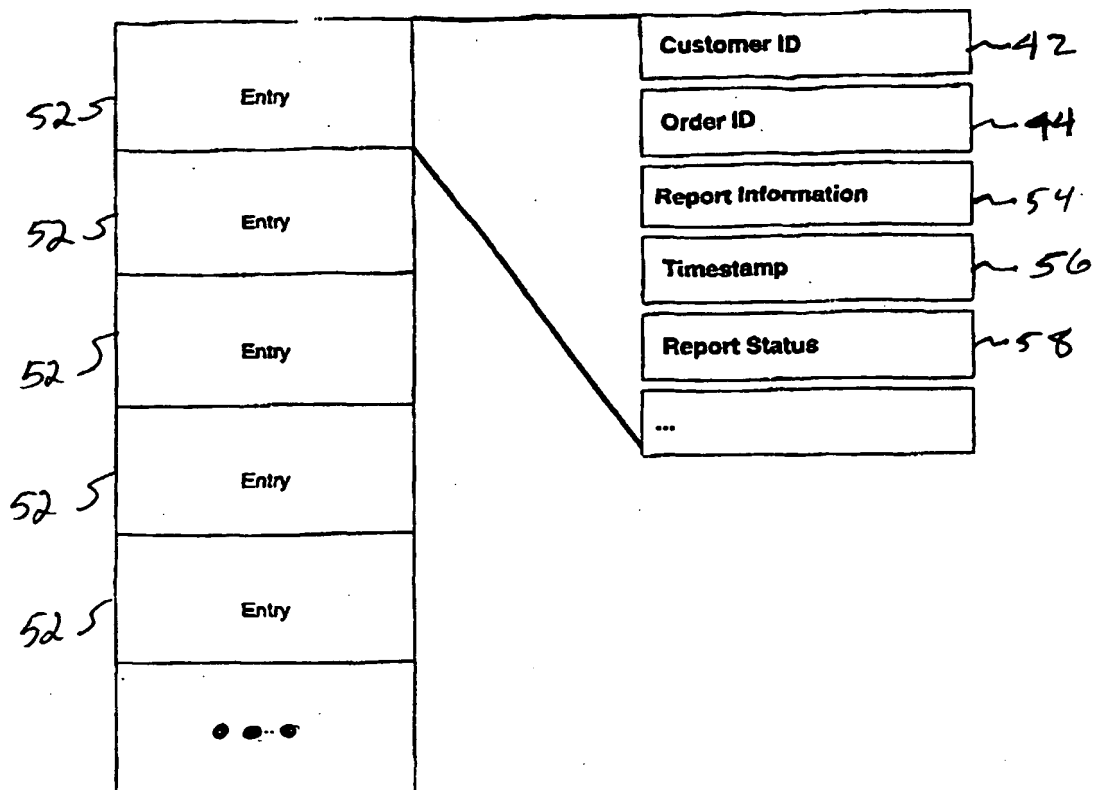 Customer ID 42
Entry
52
Order ID 44
Report Information 54
Entry
52
Timestamp 56
Report Status 58
Entry
52
...
Entry
52
Entry
52
...